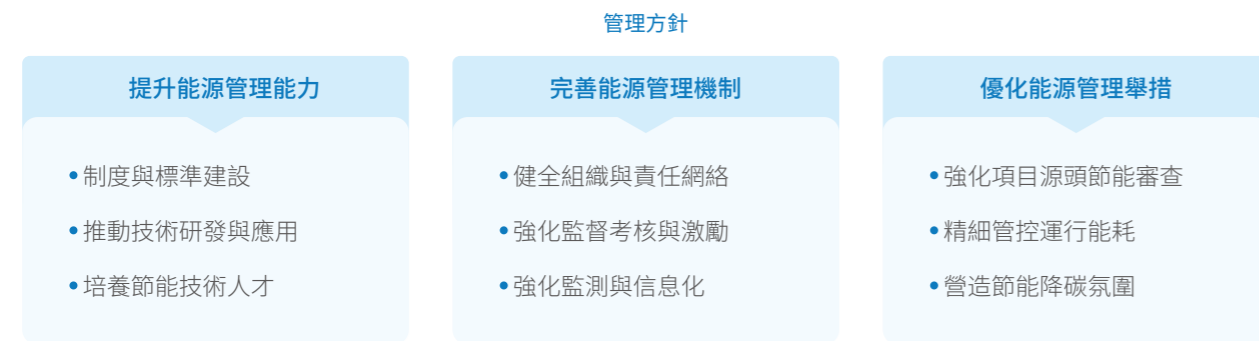 管理方針
提升能源管理能力
•制度與標準建設
•推動技術研發與應用
•培養節能技術人才
完善能源管理機制
•健全組織與責任網絡
•強化監督考核與激勵
•強化監測與信息化
優化能源管理舉措
•強化項目源頭節能審查
•精細管控運行能耗
•營造節能降碳氛圍